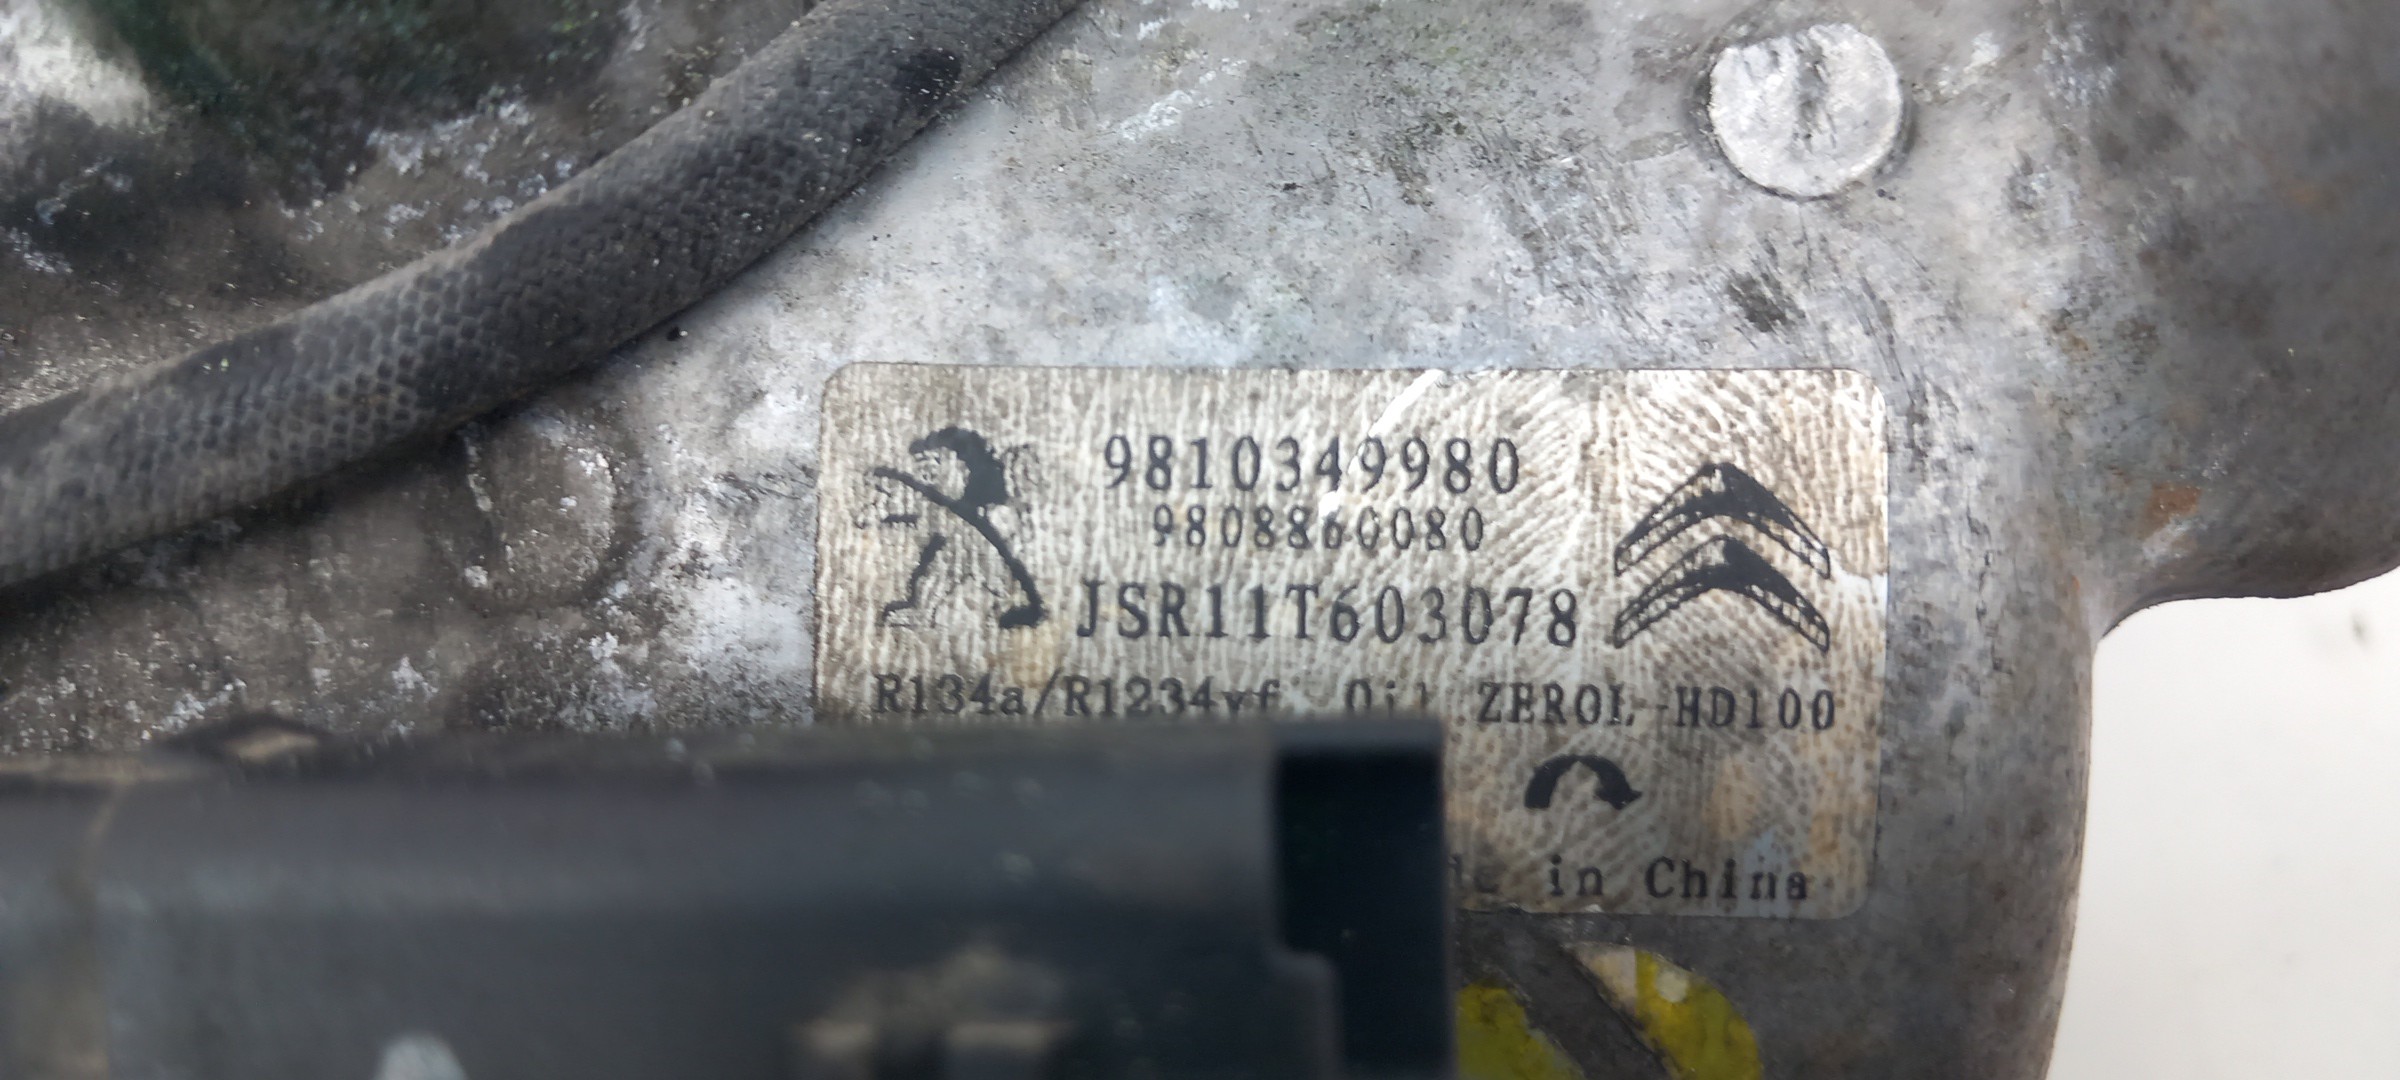 9810349980
9808860080
JSR11T603078
R134a/R1234yf Oil ZEROL HD100
in China